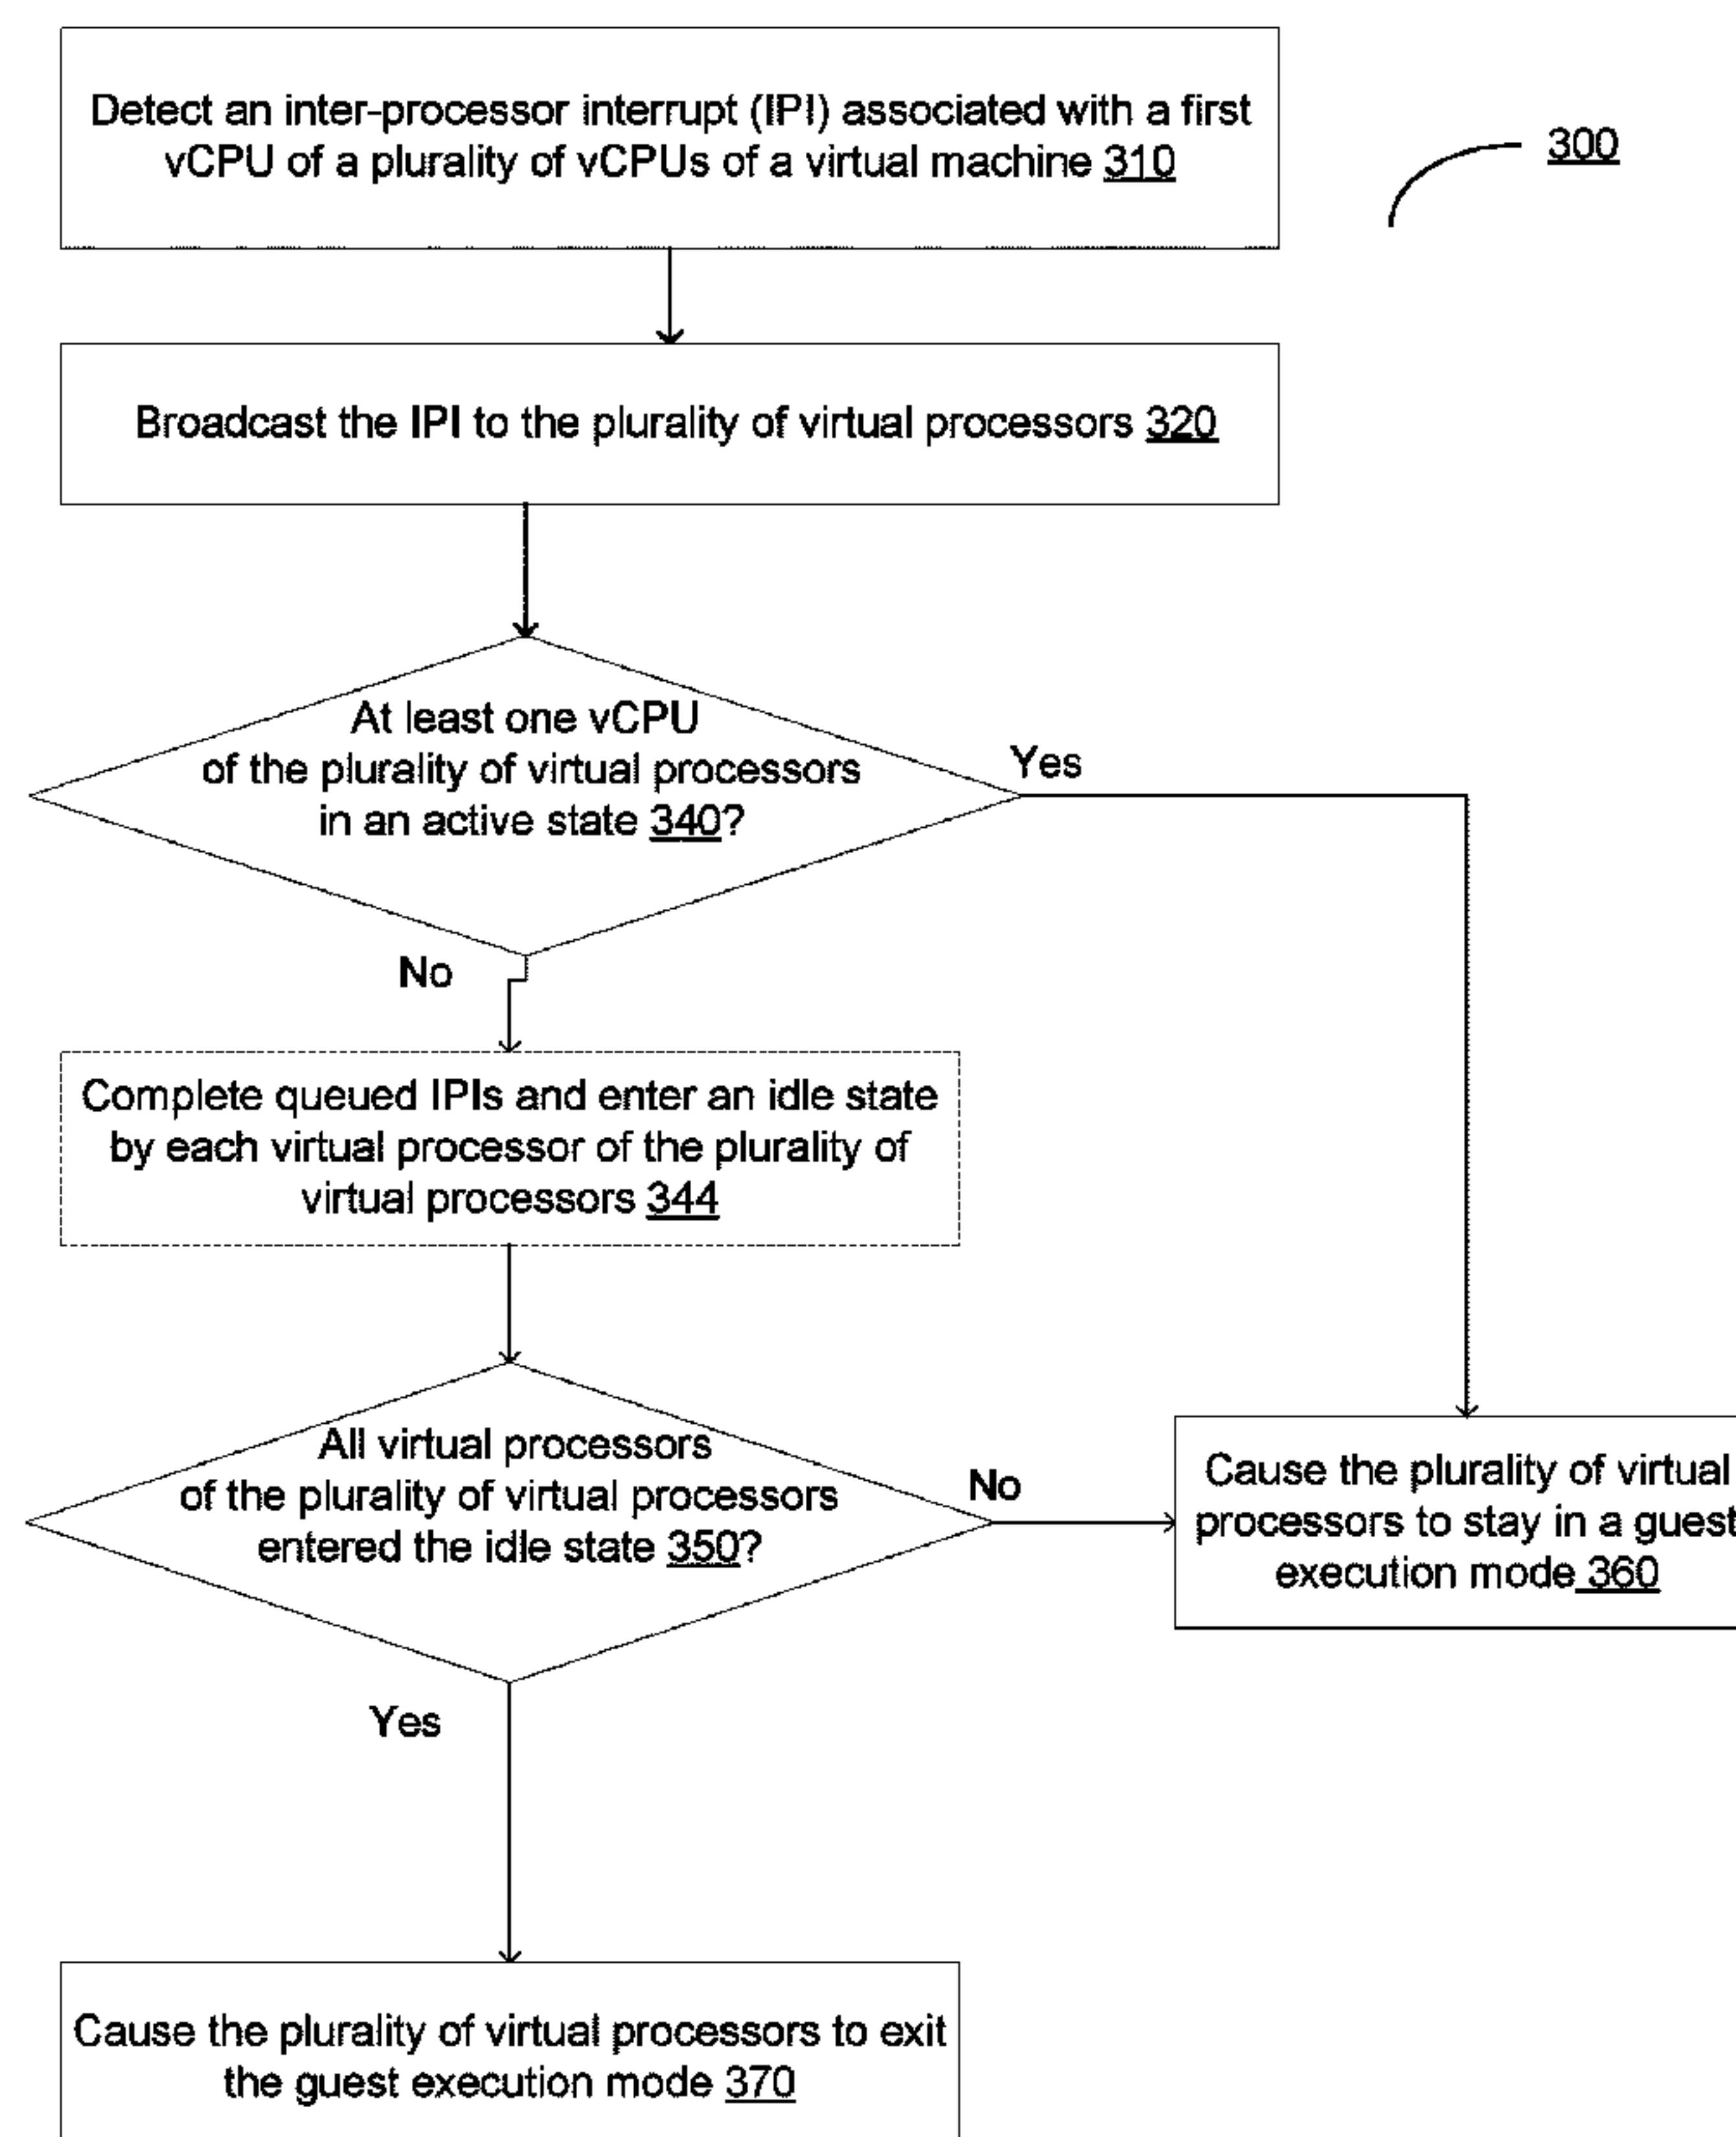 Detect an inter-processor interrupt (IPI) associated with a first
vCPU of a plurality of vCPUs of a virtual machine 310
300
Broadcast the IPI to the plurality of virtual processors 320
At least one vCPU
of the plurality of virtual processors
in an active state 340?
Yes
No
Complete queued IPIs and enter an idle state
by each virtual processor of the plurality of
virtual processors 344
All virtual processors
of the plurality of virtual processors
entered the idle state 350?
No
Cause the plurality of virtual
processors to stay in a guest
execution mode 360
Yes
Cause the plurality of virtual processors to exit
the guest execution mode 370